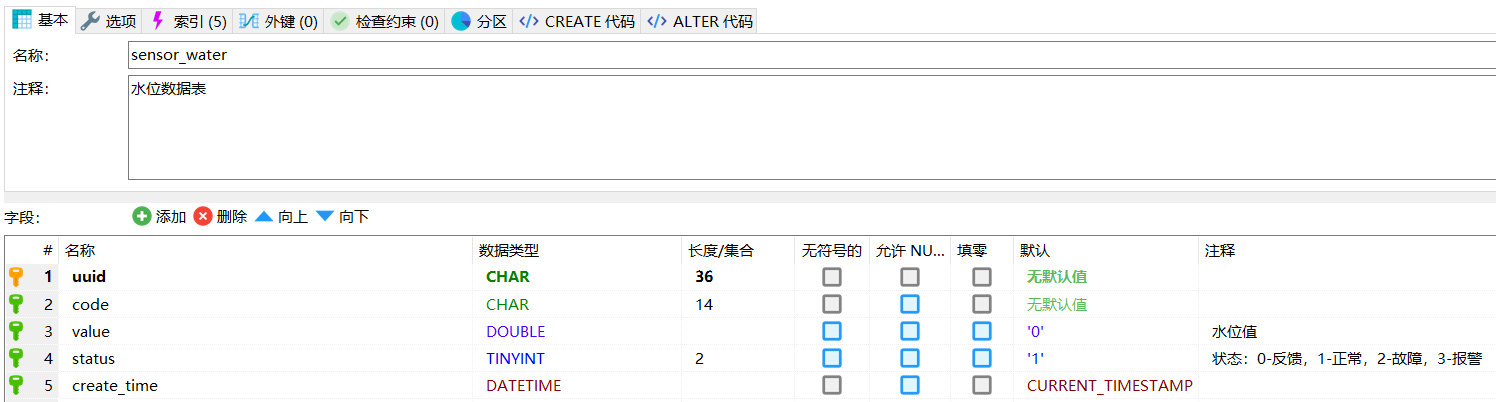 基本 选项 索引 (5) 外键 (0) 检查约束 (0) 分区 CREATE 代码 ALTER 代码
名称： sensor_water
注释： 水位数据表
字段： 添加 删除 向上 向下
# 名称 数据类型 长度/集合 无符号的 允许 NU... 填零 默认 注释
1 uuid CHAR 36 无默认值
2 code CHAR 14 无默认值
3 value DOUBLE '0' 水位值
4 status TINYINT 2 '1' 状态：0-反馈，1-正常，2-故障，3-报警
5 create_time DATETIME CURRENT_TIMESTAMP